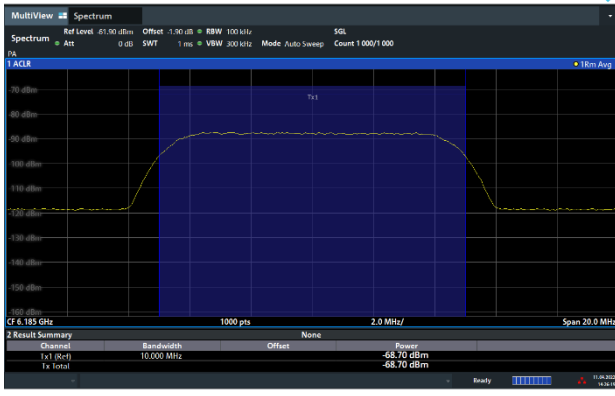 MultiView Spectrum
Ref Level -61.90 dBm Offset -1.90 dB RBW 100 kHz SGL
Spectrum Att 0 dB SWT 1 ms VBW 300 kHz Mode Auto Sweep Count 1 000/1 000
PA
1 ACLR 1Rm Avg
-70 dBm
Tx1
-80 dBm
-90 dBm
-100 dBm
-110 dBm
-120 dBm
-130 dBm
-140 dBm
-150 dBm
-160 dBm
CF 6.185 GHz 1000 pts 2.0 MHz/ Span 20.0 MHz
2 Result Summary None
Channel Bandwidth Offset Power
Tx1 (Ref) 10.000 MHz -68.70 dBm
Tx Total -68.70 dBm
Ready